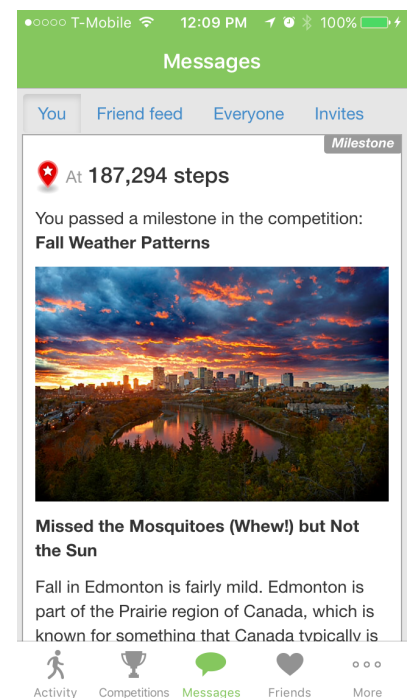 T-Mobile 12:09 PM 100%
Messages
You Friend feed Everyone Invites
Milestone
At 187,294 steps
You passed a milestone in the competition:
Fall Weather Patterns
Missed the Mosquitoes (Whew!) but Not
the Sun
Fall in Edmonton is fairly mild. Edmonton is
part of the Prairie region of Canada, which is
known for something that Canada typically is
Activity Competitions Messages Friends More